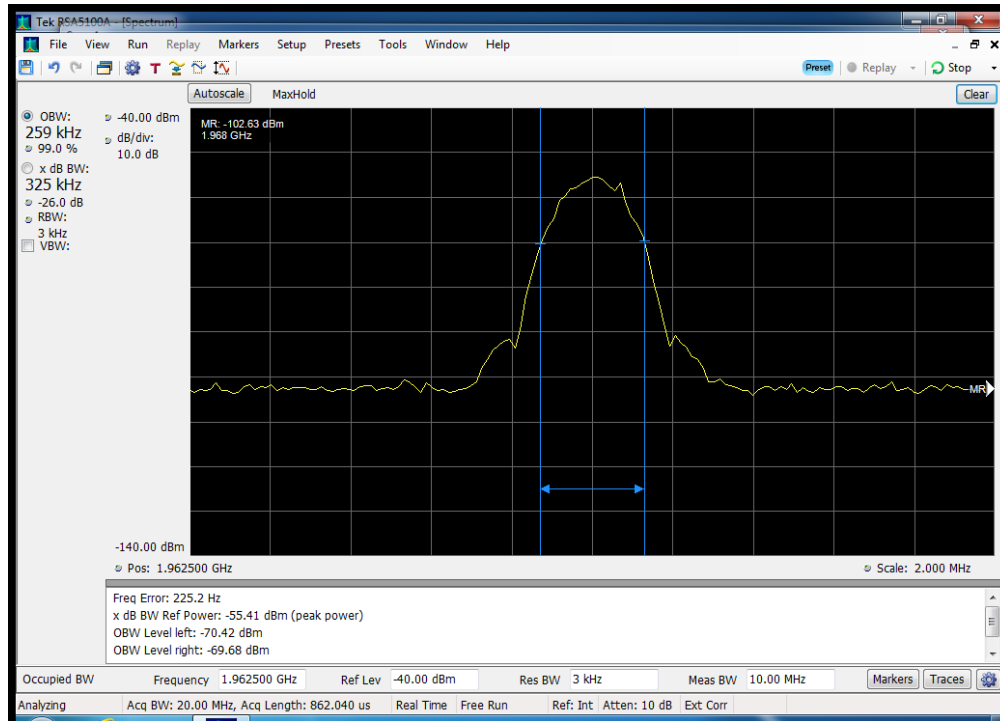 Tek RSA5100A - [Spectrum]
File View Run Replay Markers Setup Presets Tools Window Help
T Preset Replay Stop
Autoscale MaxHold Clear
OBW:
259 kHz
99.0 %
x dB BW:
325 kHz
-26.0 dB
RBW:
3 kHz
VBW:
-40.00 dBm
dB/div:
10.0 dB
MR: -102.63 dBm
1.968 GHz
MR
-140.00 dBm
Pos: 1.962500 GHz Scale: 2.000 MHz
Freq Error: 225.2 Hz
x dB BW Ref Power: -55.41 dBm (peak power)
OBW Level left: -70.42 dBm
OBW Level right: -69.68 dBm
Occupied BW Frequency 1.962500 GHz Ref Lev -40.00 dBm Res BW 3 kHz Meas BW 10.00 MHz Markers Traces
Analyzing Acq BW: 20.00 MHz, Acq Length: 862.040 us Real Time Free Run Ref: Int Atten: 10 dB Ext Corr